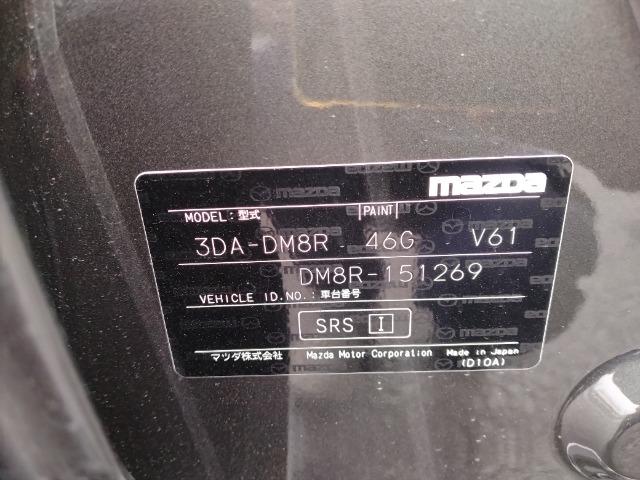 mazda
MODEL:型式 PAINT
3DA-DM8R 46G V61
DM8R-151269
VEHICLE ID.NO.:車台番号
SRS I
マツダ株式会社 Mazda Motor Corporation Made in Japan
(D10A)